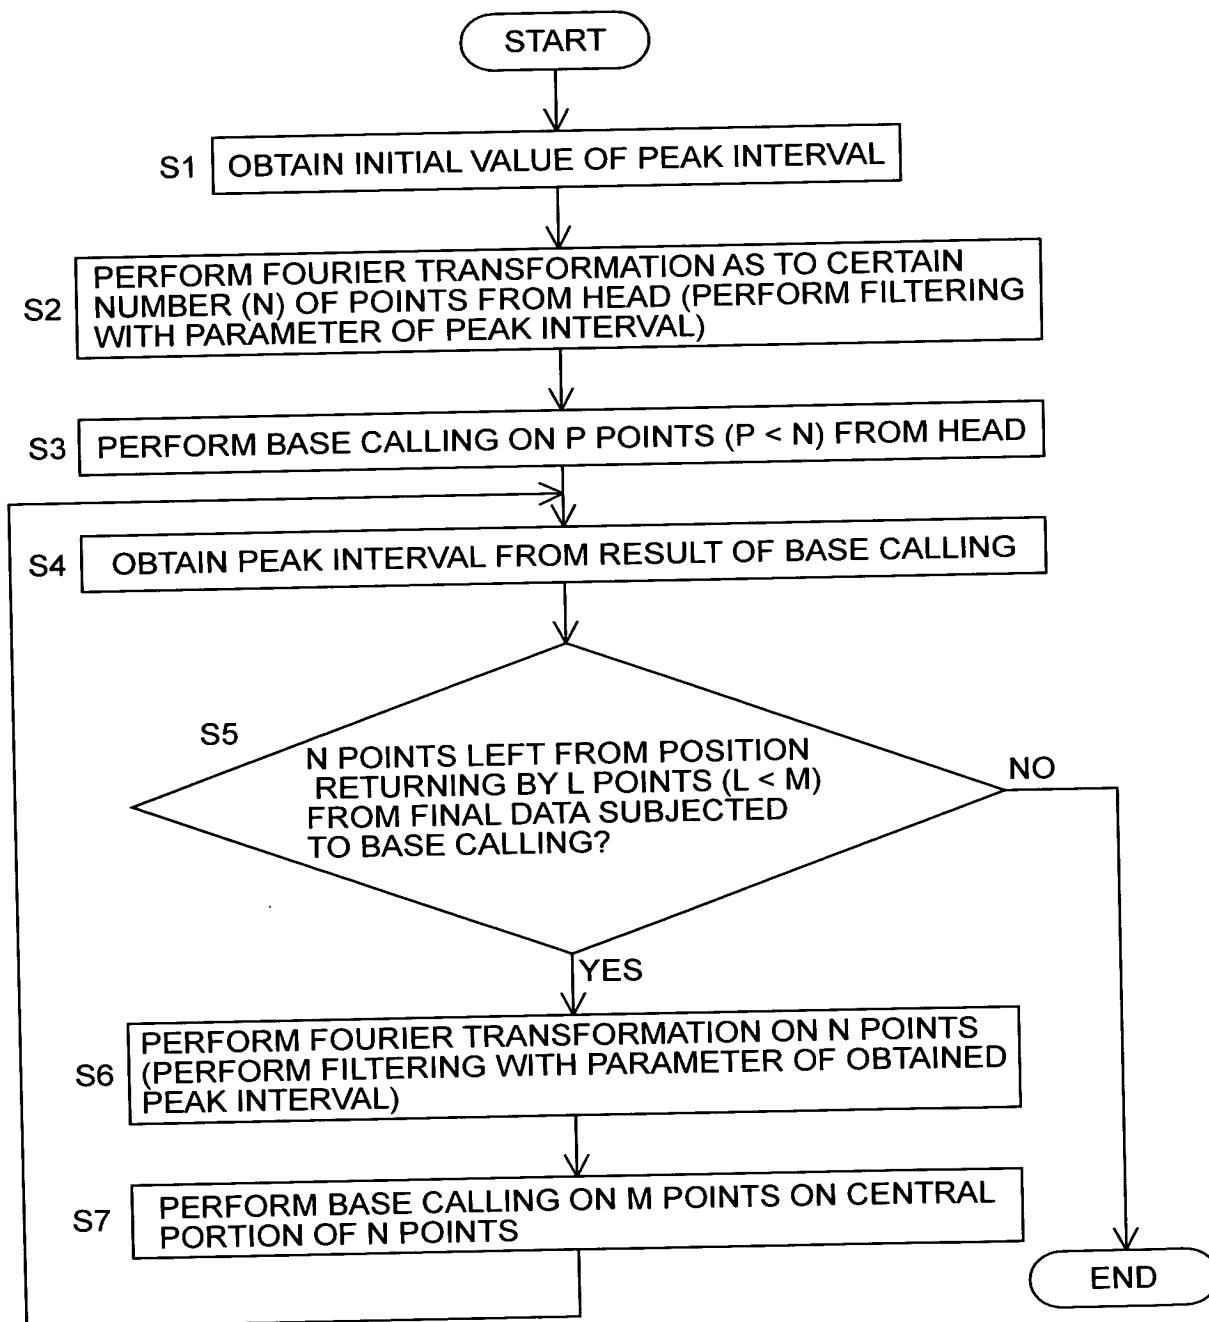 START
S1
OBTAIN INITIAL VALUE OF PEAK INTERVAL
S2
PERFORM FOURIER TRANSFORMATION AS TO CERTAIN
NUMBER (N) OF POINTS FROM HEAD (PERFORM FILTERING
WITH PARAMETER OF PEAK INTERVAL)
S3
PERFORM BASE CALLING ON P POINTS (P < N) FROM HEAD
S4
OBTAIN PEAK INTERVAL FROM RESULT OF BASE CALLING
S5
N POINTS LEFT FROM POSITION
RETURNING BY L POINTS (L < M)
FROM FINAL DATA SUBJECTED
TO BASE CALLING?
NO
YES
S6
PERFORM FOURIER TRANSFORMATION ON N POINTS
(PERFORM FILTERING WITH PARAMETER OF OBTAINED
PEAK INTERVAL)
S7
PERFORM BASE CALLING ON M POINTS ON CENTRAL
PORTION OF N POINTS
END